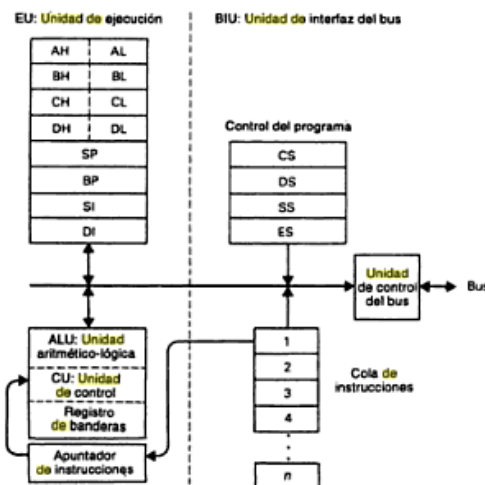 EU: Unidad de ejecución
BIU: Unidad de interfaz del bus
AH AL
BH BL
CH CL
DH DL
SP
BP
SI
DI
Control del programa
CS
DS
SS
ES
Unidad
de control
del bus
Bus
ALU: Unidad
aritmético-lógica
CU: Unidad
de control
Registro
de banderas
Apuntador
de instrucciones
1
2
3
4
n
Cola de
instrucciones